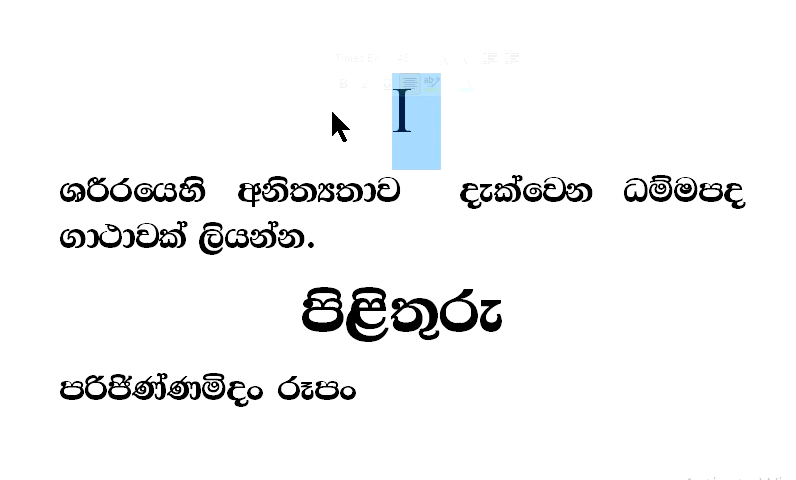 I
ශරීරයෙහි අනිත්‍යතාව දැක්වෙන ධම්මපද
ගාථාවක් ලියන්න.
පිළිතුරු
පරිජිණ්ණමිදං රූපං